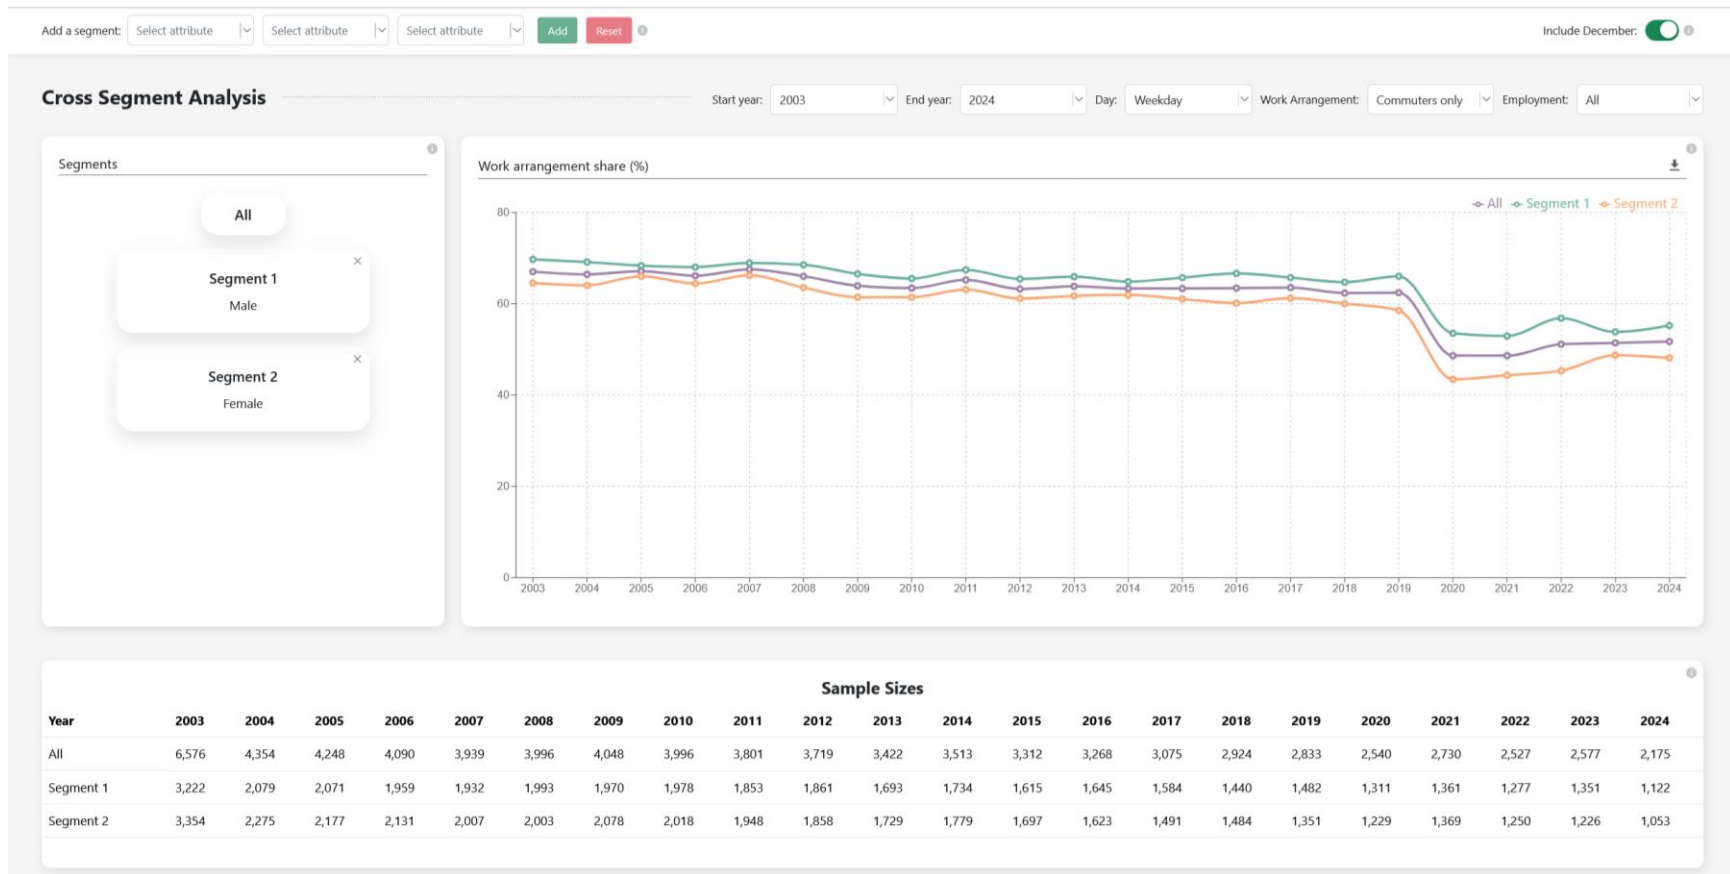 Add a segment: Select attribute Select attribute Select attribute Add Reset Include December:
Cross Segment Analysis Start year: 2003 End year: 2024 Day: Weekday Work Arrangement: Commuters only Employment: All
Segments
All
Segment 1
Male
Segment 2
Female
Work arrangement share (%)
All Segment 1 Segment 2
80
60
40
20
0
2003 2004 2005 2006 2007 2008 2009 2010 2011 2012 2013 2014 2015 2016 2017 2018 2019 2020 2021 2022 2023 2024
Sample Sizes
Year 2003 2004 2005 2006 2007 2008 2009 2010 2011 2012 2013 2014 2015 2016 2017 2018 2019 2020 2021 2022 2023 2024
All 6,576 4,354 4,248 4,090 3,939 3,996 4,048 3,996 3,801 3,719 3,422 3,513 3,312 3,268 3,075 2,924 2,833 2,540 2,730 2,527 2,577 2,175
Segment 1 3,222 2,079 2,071 1,959 1,932 1,993 1,970 1,978 1,853 1,861 1,693 1,734 1,615 1,645 1,584 1,440 1,482 1,311 1,361 1,277 1,351 1,122
Segment 2 3,354 2,275 2,177 2,131 2,007 2,003 2,078 2,018 1,948 1,858 1,729 1,779 1,697 1,623 1,491 1,484 1,351 1,229 1,369 1,250 1,226 1,053